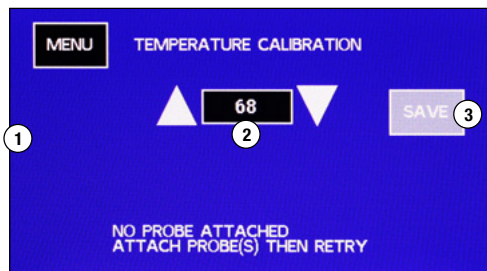 MENU
TEMPERATURE CALIBRATION
68
SAVE
1
2
3
NO PROBE ATTACHED
ATTACH PROBE(S) THEN RETRY